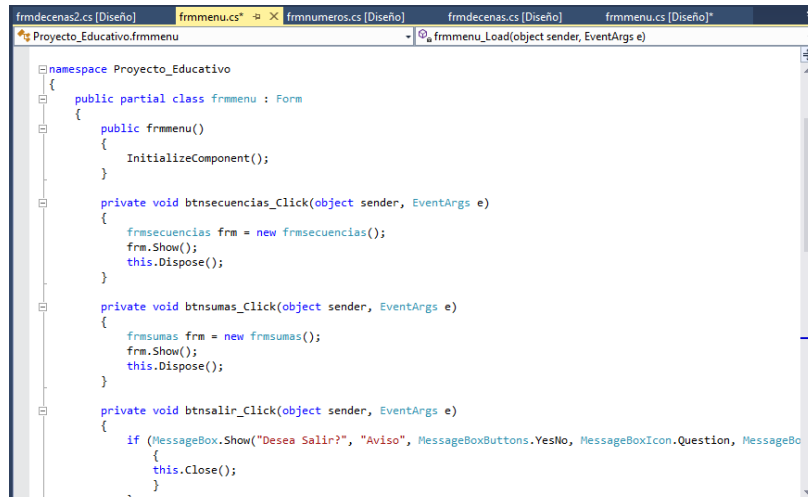 frmdecenas2.cs [Diseño] frmmenu.cs* frmnumeros.cs [Diseño] frmdecenas.cs [Diseño] frmmenu.cs [Diseño]*
Proyecto_Educativo.frmmenu frmmenu_Load(object sender, EventArgs e)
namespace Proyecto_Educativo
{
public partial class frmmenu : Form
{
public frmmenu()
{
InitializeComponent();
}
private void btnsecuencias_Click(object sender, EventArgs e)
{
frmsecuencias frm = new frmsecuencias();
frm.Show();
this.Dispose();
}
private void btnsumas_Click(object sender, EventArgs e)
{
frmsumas frm = new frmsumas();
frm.Show();
this.Dispose();
}
private void btnsalir_Click(object sender, EventArgs e)
{
if (MessageBox.Show("Desea Salir?", "Aviso", MessageBoxButtons.YesNo, MessageBoxIcon.Question, MessageBo
{
this.Close();
}